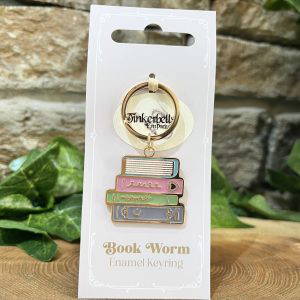 Tinkerbells
Emporium
Book Worm
Enamel Keyring